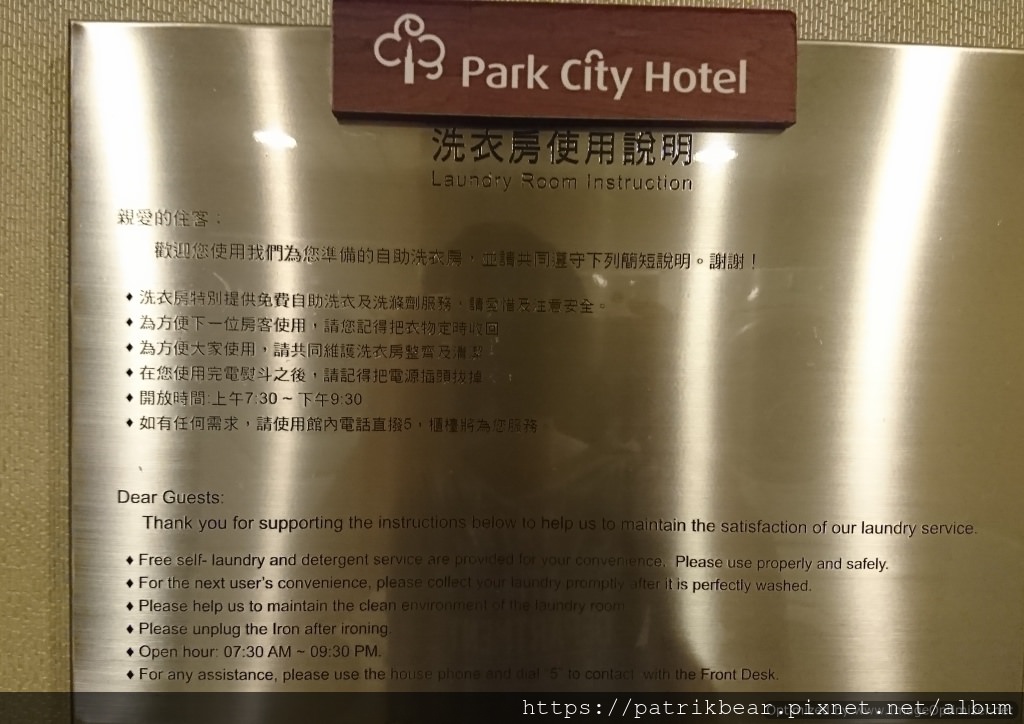 Park City Hotel
洗衣房使用說明
Laundry Room Instruction
親愛的住客：
歡迎您使用我們為您準備的自助洗衣房，並請共同遵守下列簡短說明。謝謝！
♦ 洗衣房特別提供免費自助洗衣及洗滌劑服務，請愛惜及注意安全。
♦ 為方便下一位房客使用，請您記得把衣物定時收回
♦ 為方便大家使用，請共同維護洗衣房整齊及清潔
♦ 在您使用完電熨斗之後，請記得把電源插頭拔掉
♦ 開放時間:上午7:30 ~ 下午9:30
♦ 如有任何需求，請使用館內電話直撥5，櫃檯將為您服務
Dear Guests:
Thank you for supporting the instructions below to help us to maintain the satisfaction of our laundry service.
♦ Free self- laundry and detergent service are provided for your convenience. Please use properly and safely.
♦ For the next user's convenience, please collect your laundry promptly after it is perfectly washed.
♦ Please help us to maintain the clean environment of the laundry room
♦ Please unplug the Iron after ironing.
♦ Open hour: 07:30 AM ~ 09:30 PM.
♦ For any assistance, please use the house phone and dial '5' to contact with the Front Desk.
https://patrikbear.pixnet.net/album